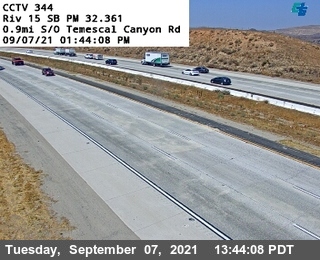 CCTV 344
Riv 15 SB PM 32.361
0.9mi S/O Temescal Canyon Rd
09/07/21 01:44:08 PM
Tuesday, September 07, 2021 13:44:08 PDT